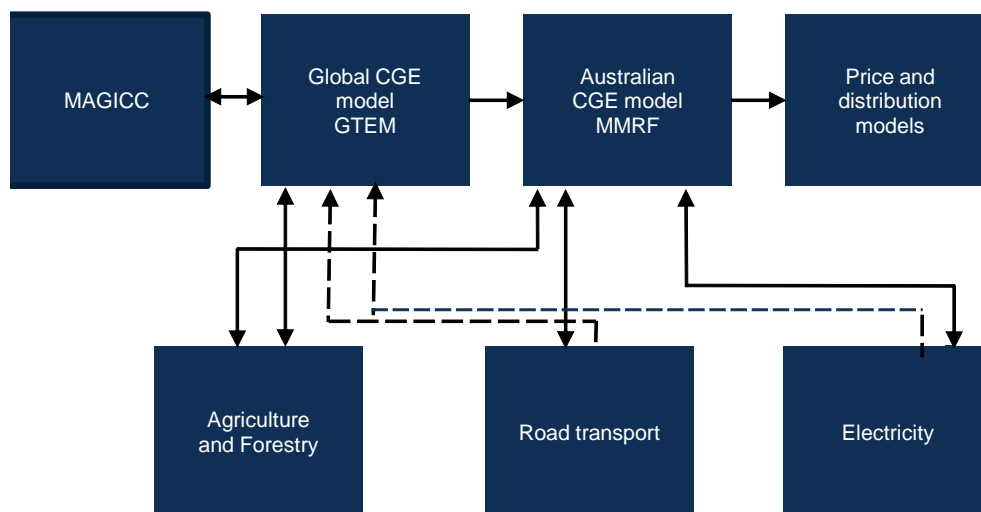 MAGICC
Global CGE
model
GTEM
Australian
CGE model
MMRF
Price and
distribution
models
Agriculture
and Forestry
Road transport
Electricity